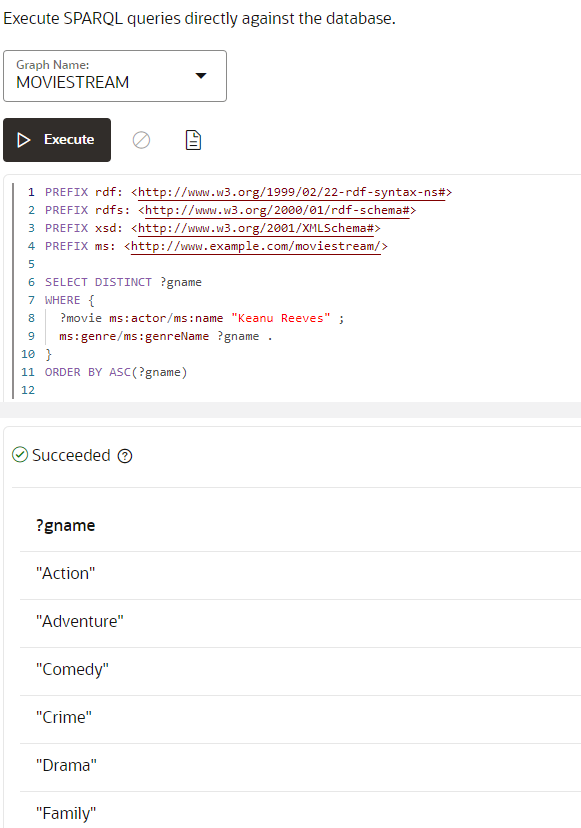 Execute SPARQL queries directly against the database.
Graph Name:
MOVIESTREAM
Execute
1 PREFIX rdf: <http://www.w3.org/1999/02/22-rdf-syntax-ns#>
2 PREFIX rdfs: <http://www.w3.org/2000/01/rdf-schema#>
3 PREFIX xsd: <http://www.w3.org/2001/XMLSchema#>
4 PREFIX ms: <http://www.example.com/moviestream/>
5
6 SELECT DISTINCT ?gname
7 WHERE {
8 ?movie ms:actor/ms:name "Keanu Reeves" ;
9 ms:genre/ms:genreName ?gname .
10 }
11 ORDER BY ASC(?gname)
12
Succeeded ?
?gname
"Action"
"Adventure"
"Comedy"
"Crime"
"Drama"
"Family"